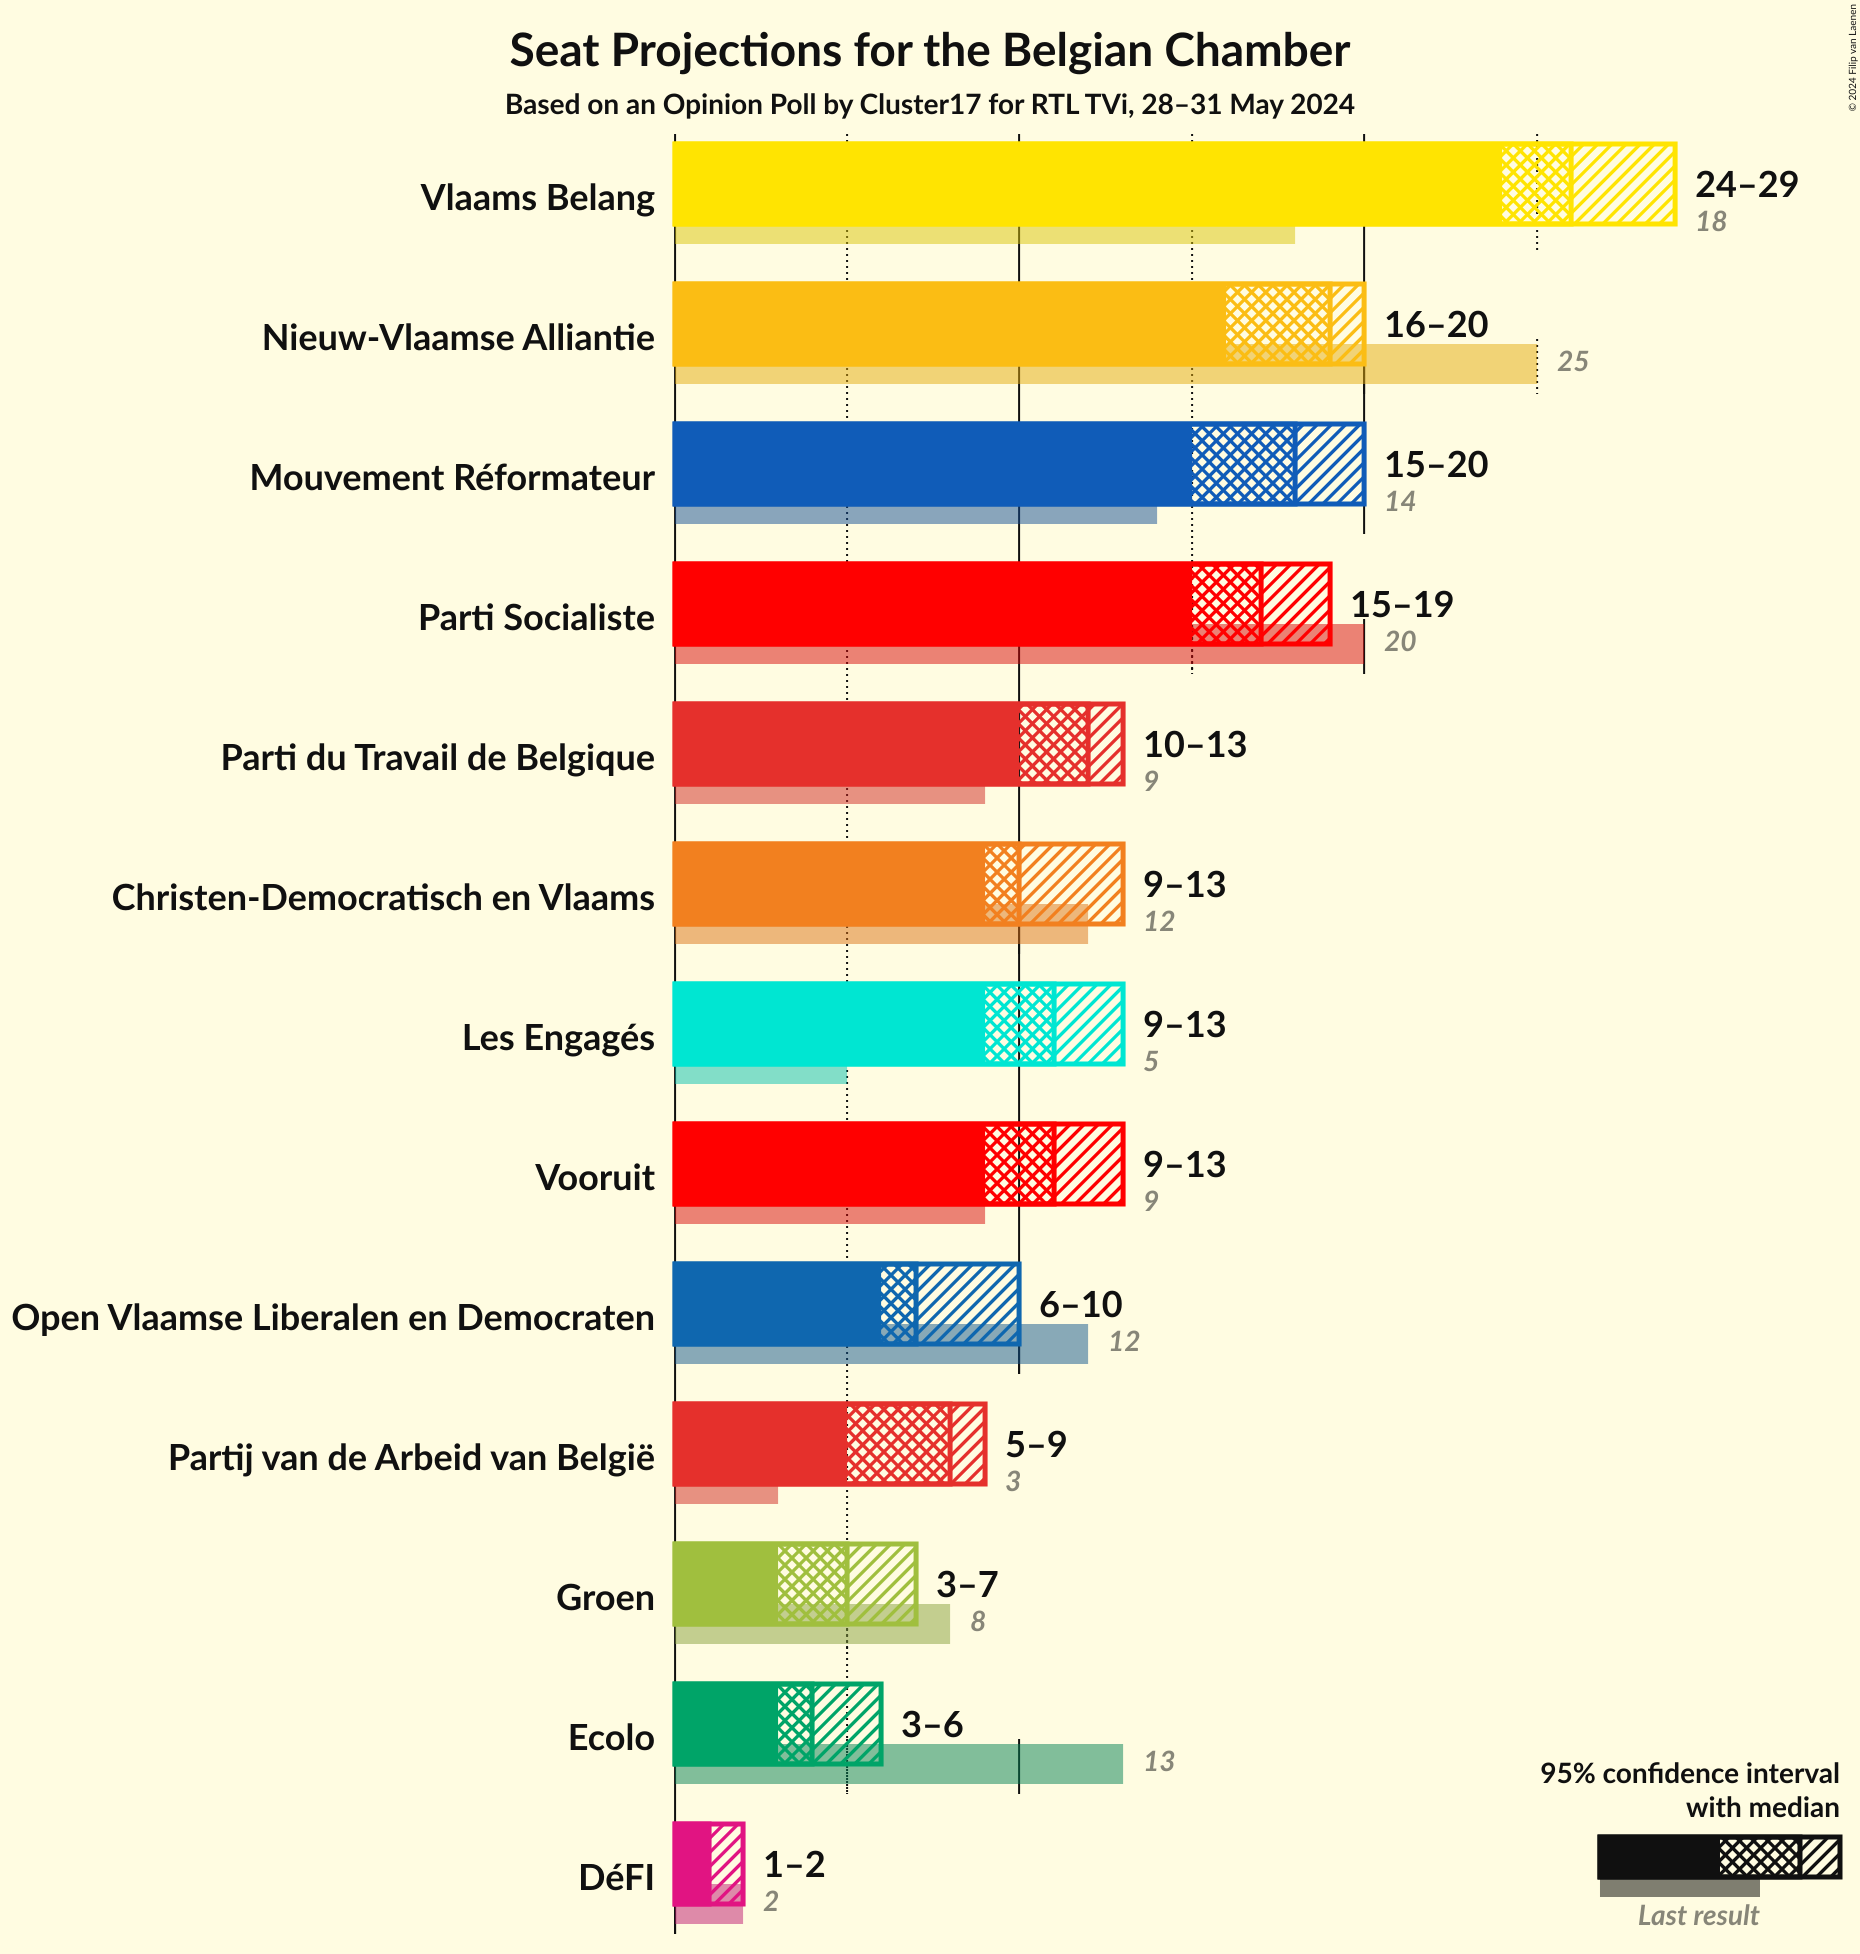 Seat Projections for the Belgian Chamber
Based on an Opinion Poll by Cluster17 for RTL TVi, 28–31 May 2024
© 2024 Filip van Laenen
Vlaams Belang
24–29
18
Nieuw-Vlaamse Alliantie
16–20
25
Mouvement Réformateur
15–20
14
Parti Socialiste
15–19
20
Parti du Travail de Belgique
10–13
9
Christen-Democratisch en Vlaams
9–13
12
Les Engagés
9–13
5
Vooruit
9–13
9
Open Vlaamse Liberalen en Democraten
6–10
12
Partij van de Arbeid van België
5–9
3
Groen
3–7
8
Ecolo
3–6
13
DéFI
1–2
2
95% confidence interval
with median
Last result